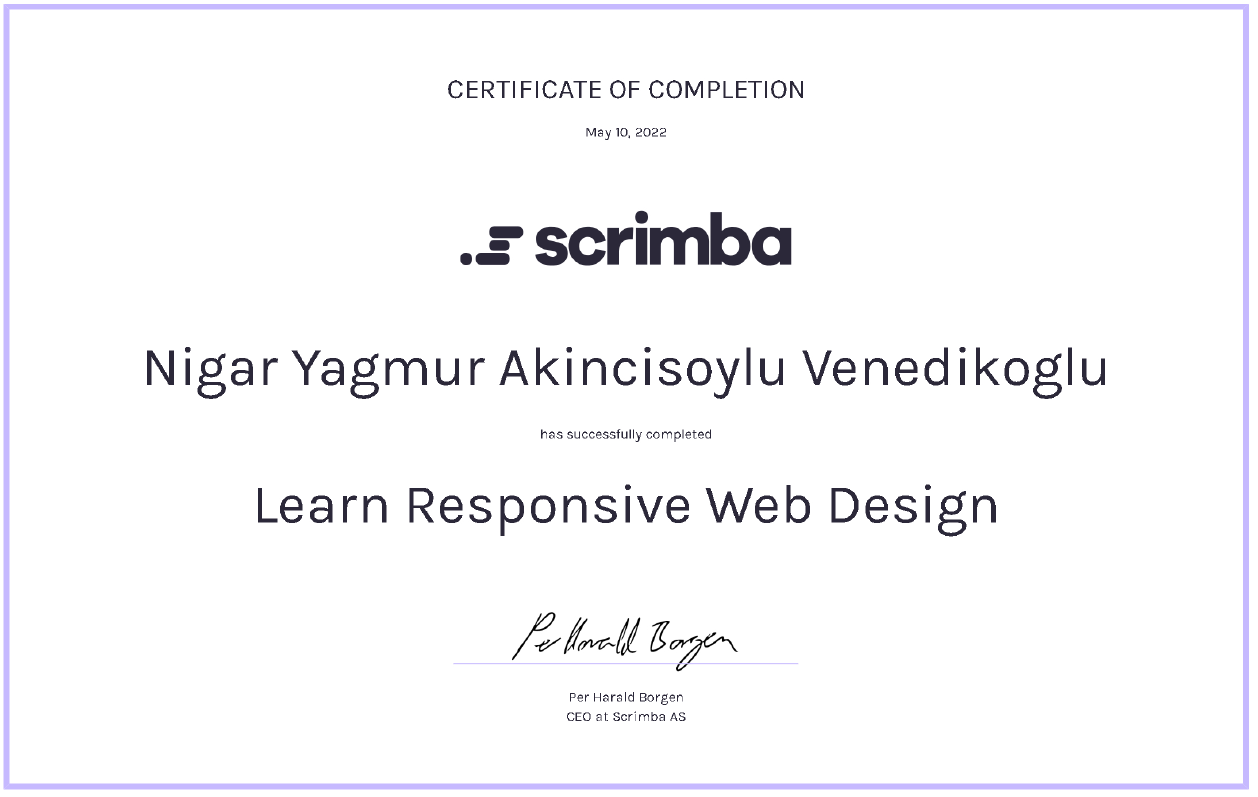 CERTIFICATE OF COMPLETION
May 10, 2022
scrimba
Nigar Yagmur Akincisoylu Venedikoglu
has successfully completed
Learn Responsive Web Design
Per Harald Borgen
Per Harald Borgen
CEO at Scrimba AS